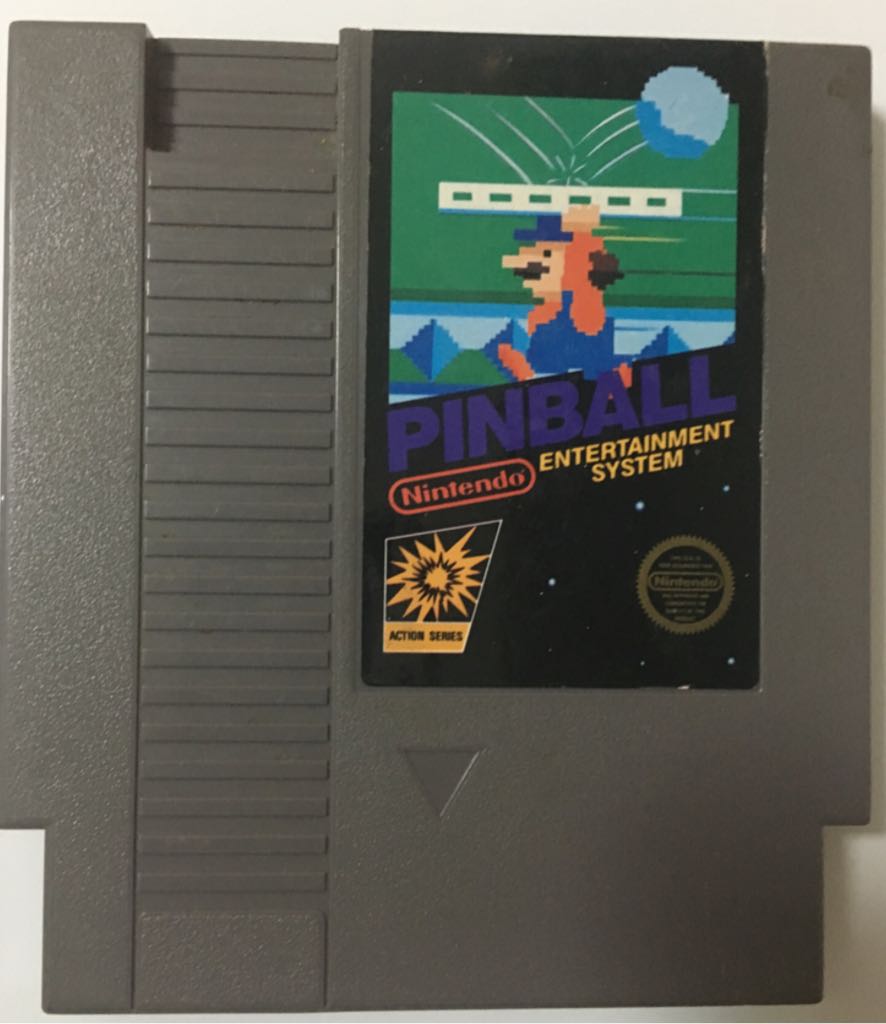 PINBALL
Nintendo
ENTERTAINMENT
SYSTEM
ACTION SERIES
Nintendo